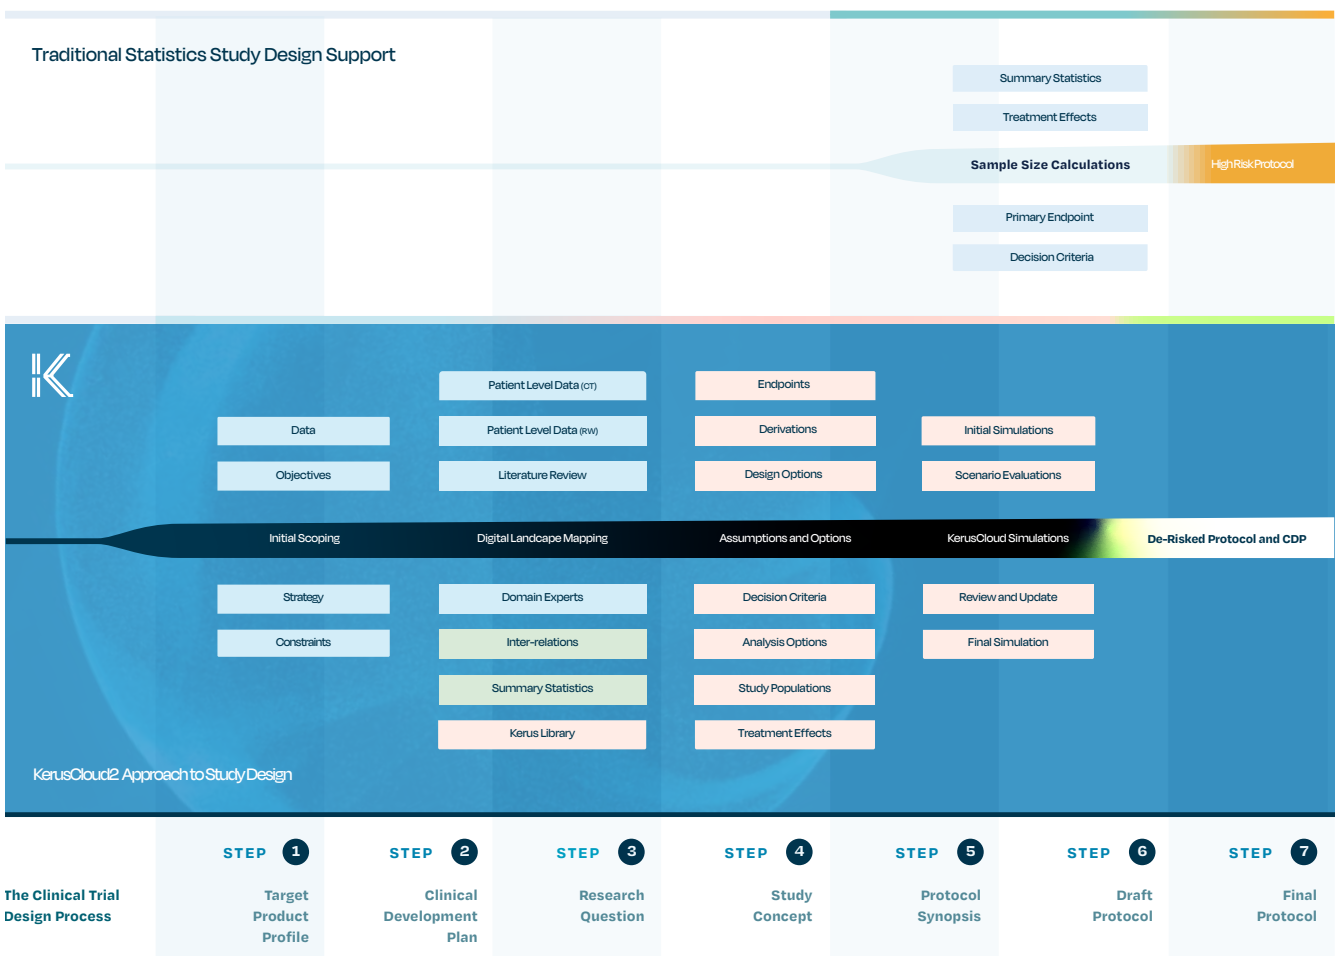 Traditional Statistics Study Design Support
Summary Statistics
Treatment Effects
Sample Size Calculations
High Risk Protocol
Primary Endpoint
Decision Criteria
K
Patient Level Data (CT)
Endpoints
Data
Patient Level Data (RW)
Derivations
Initial Simulations
Objectives
Literature Review
Design Options
Scenario Evaluations
Initial Scoping
Digital Landcape Mapping
Assumptions and Options
KerusCloud Simulations
De-Risked Protocol and CDP
Strategy
Domain Experts
Decision Criteria
Review and Update
Constraints
Inter-relations
Analysis Options
Final Simulation
Summary Statistics
Study Populations
Kerus Library
Treatment Effects
KerusCloud2 Approach to Study Design
The Clinical Trial
Design Process
STEP 1
Target
Product
Profile
STEP 2
Clinical
Development
Plan
STEP 3
Research
Question
STEP 4
Study
Concept
STEP 5
Protocol
Synopsis
STEP 6
Draft
Protocol
STEP 7
Final
Protocol